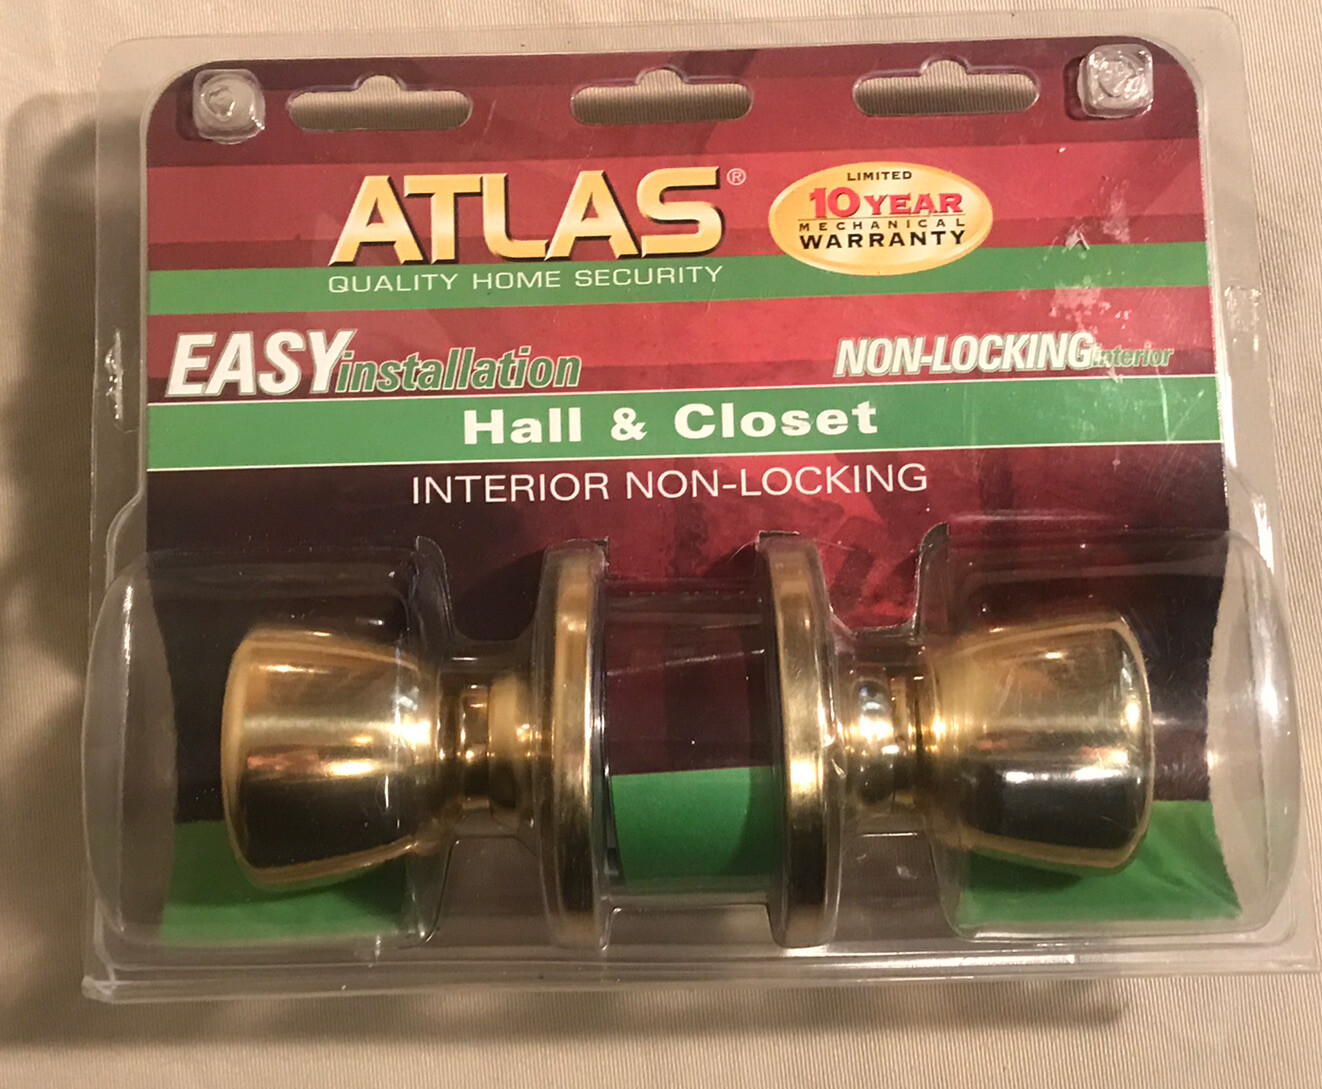 ATLAS®
QUALITY HOME SECURITY
LIMITED
10 YEAR
MECHANICAL
WARRANTY
EASY installation
NON-LOCKING interior
Hall & Closet
INTERIOR NON-LOCKING